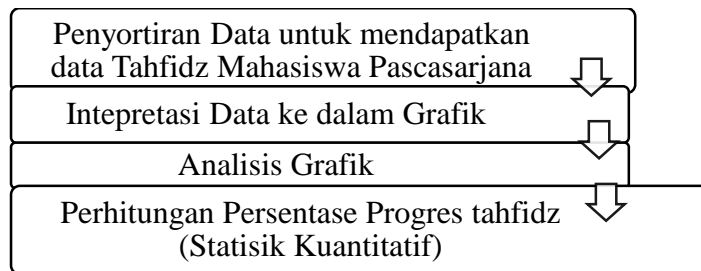 Penyortiran Data untuk mendapatkan
data Tahfidz Mahasiswa Pascasarjana
Intepretasi Data ke dalam Grafik
Analisis Grafik
Perhitungan Persentase Progres tahfidz
(Statisik Kuantitatif)